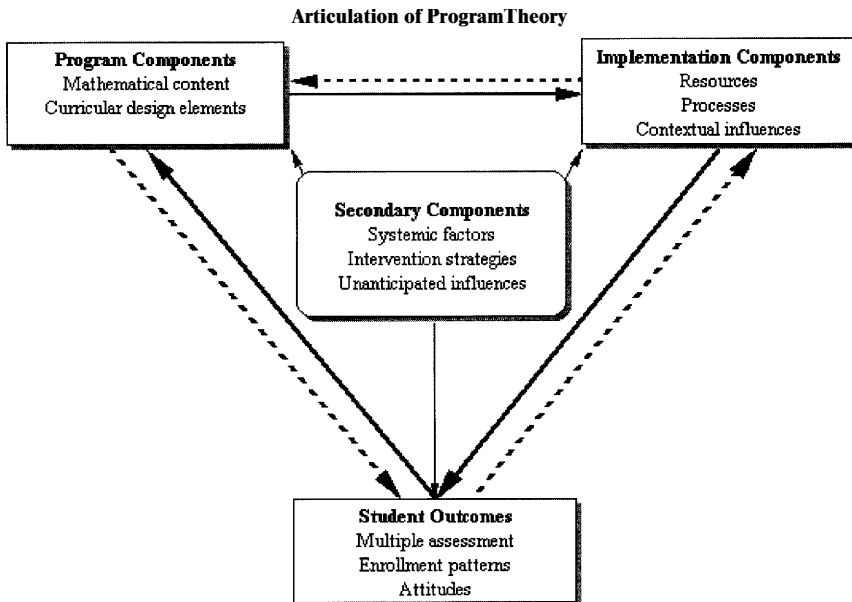 Articulation of ProgramTheory
Program Components
Mathematical content
Curricular design elements
Implementation Components
Resources
Processes
Contextual influences
Secondary Components
Systemic factors
Intervention strategies
Unanticipated influences
Student Outcomes
Multiple assessment
Enrollment patterns
Attitudes